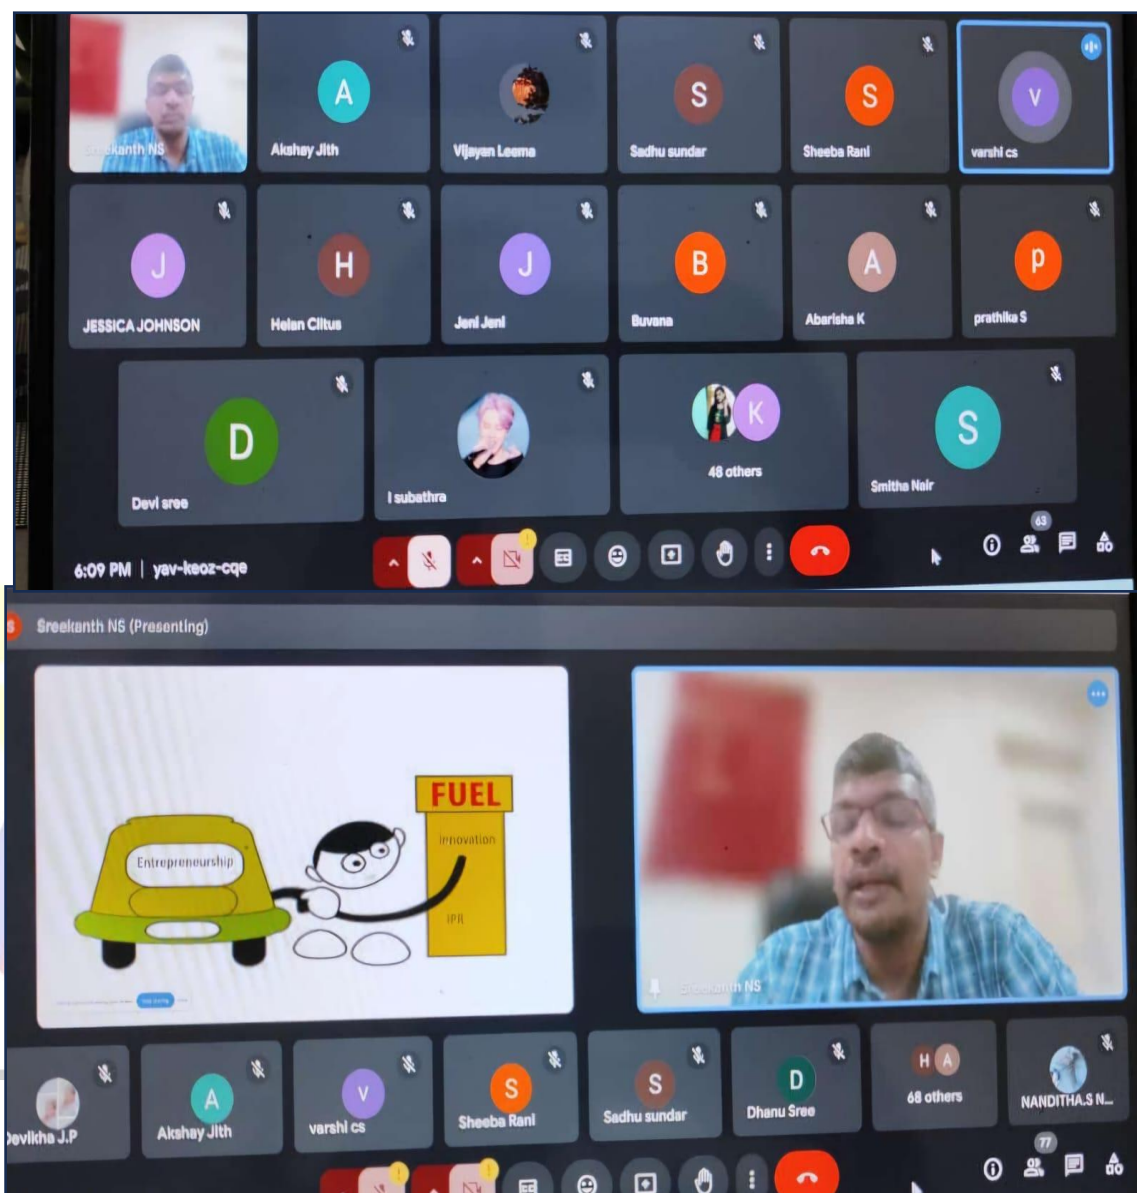 Sreekanth NS
A
Akshay Jith
Vijayan Leema
S
Sadhu sundar
S
Sheeba Rani
V
varshi cs
J
JESSICA JOHNSON
H
Helan Clitus
J
Jeni Jeni
B
Buvana
A
Abarisha K
p
prathika S
D
Devi sree
I subathra
K
48 others
S
Smitha Nair
63
6:09 PM | yav-keoz-cqe
S
Sreekanth NS (Presenting)
FUEL
Innovation
Entrepreneurship
IPR
Sreekanth NS
Devikha J.P
A
Akshay Jith
V
varshi cs
S
Sheeba Rani
S
Sadhu sundar
D
Dhanu Sree
H A
68 others
NANDITHA.S N...
77